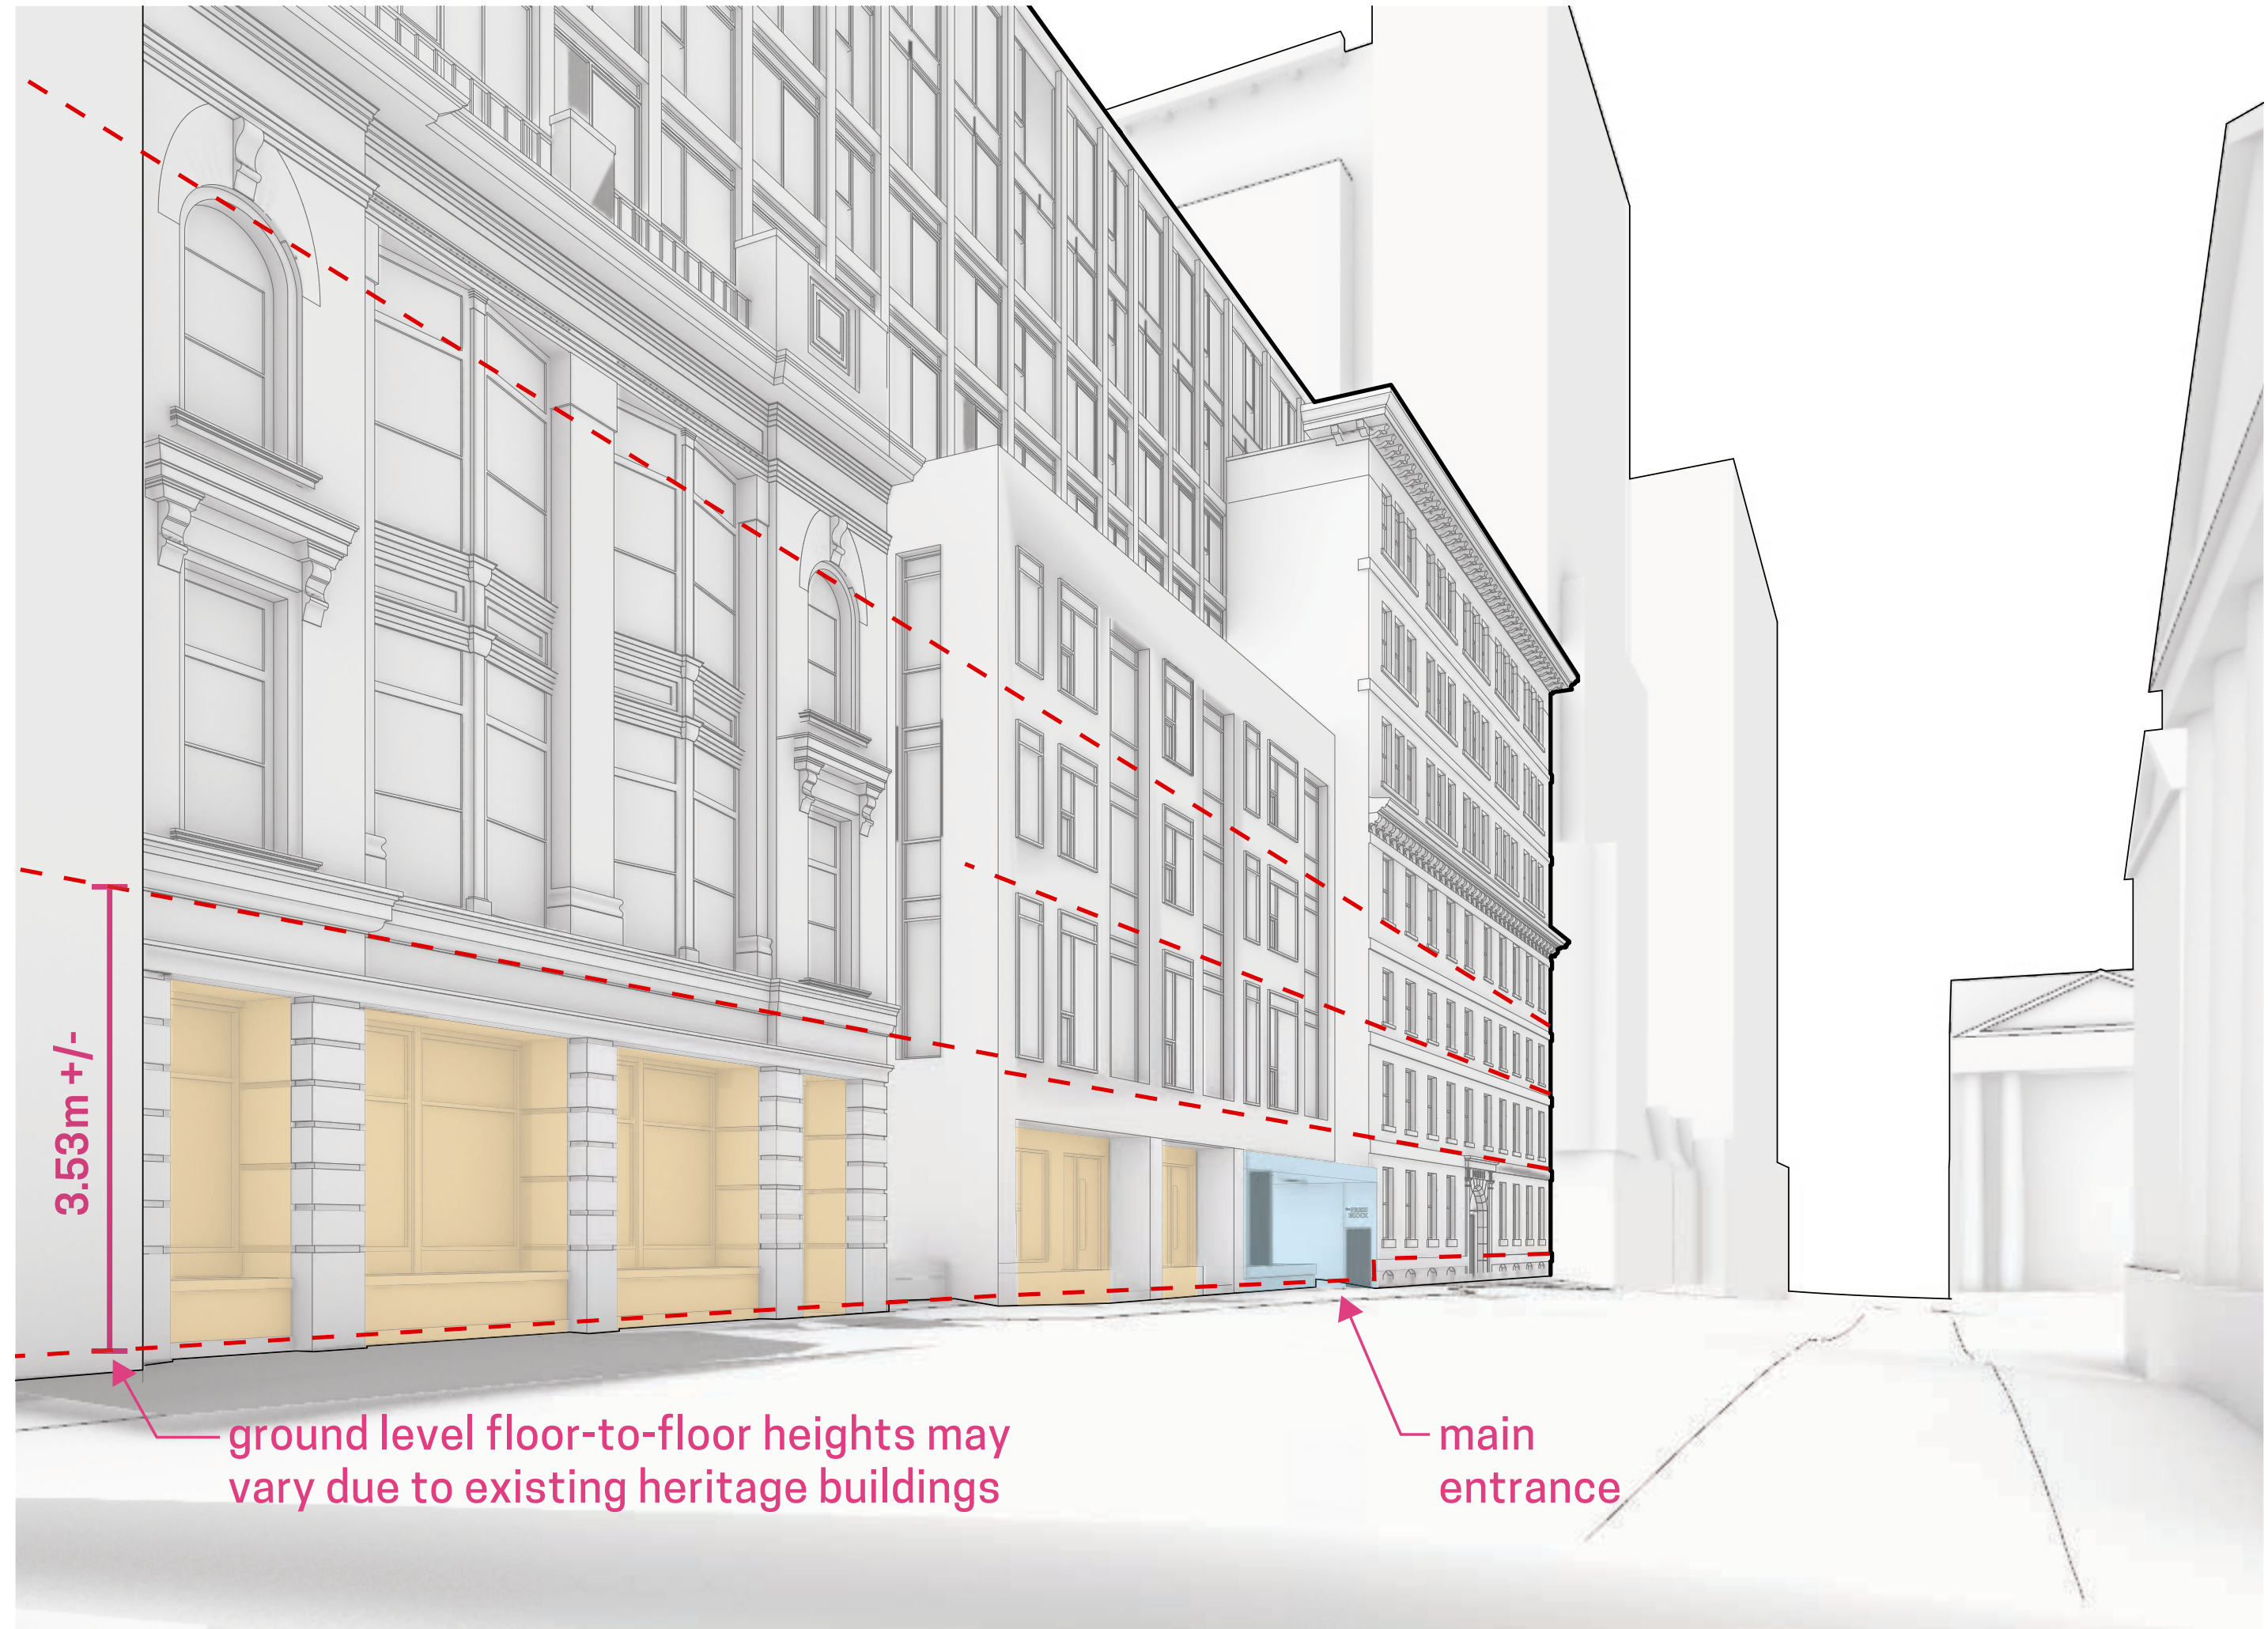 3.53m +/-
ground level floor-to-floor heights may
vary due to existing heritage buildings
main
entrance